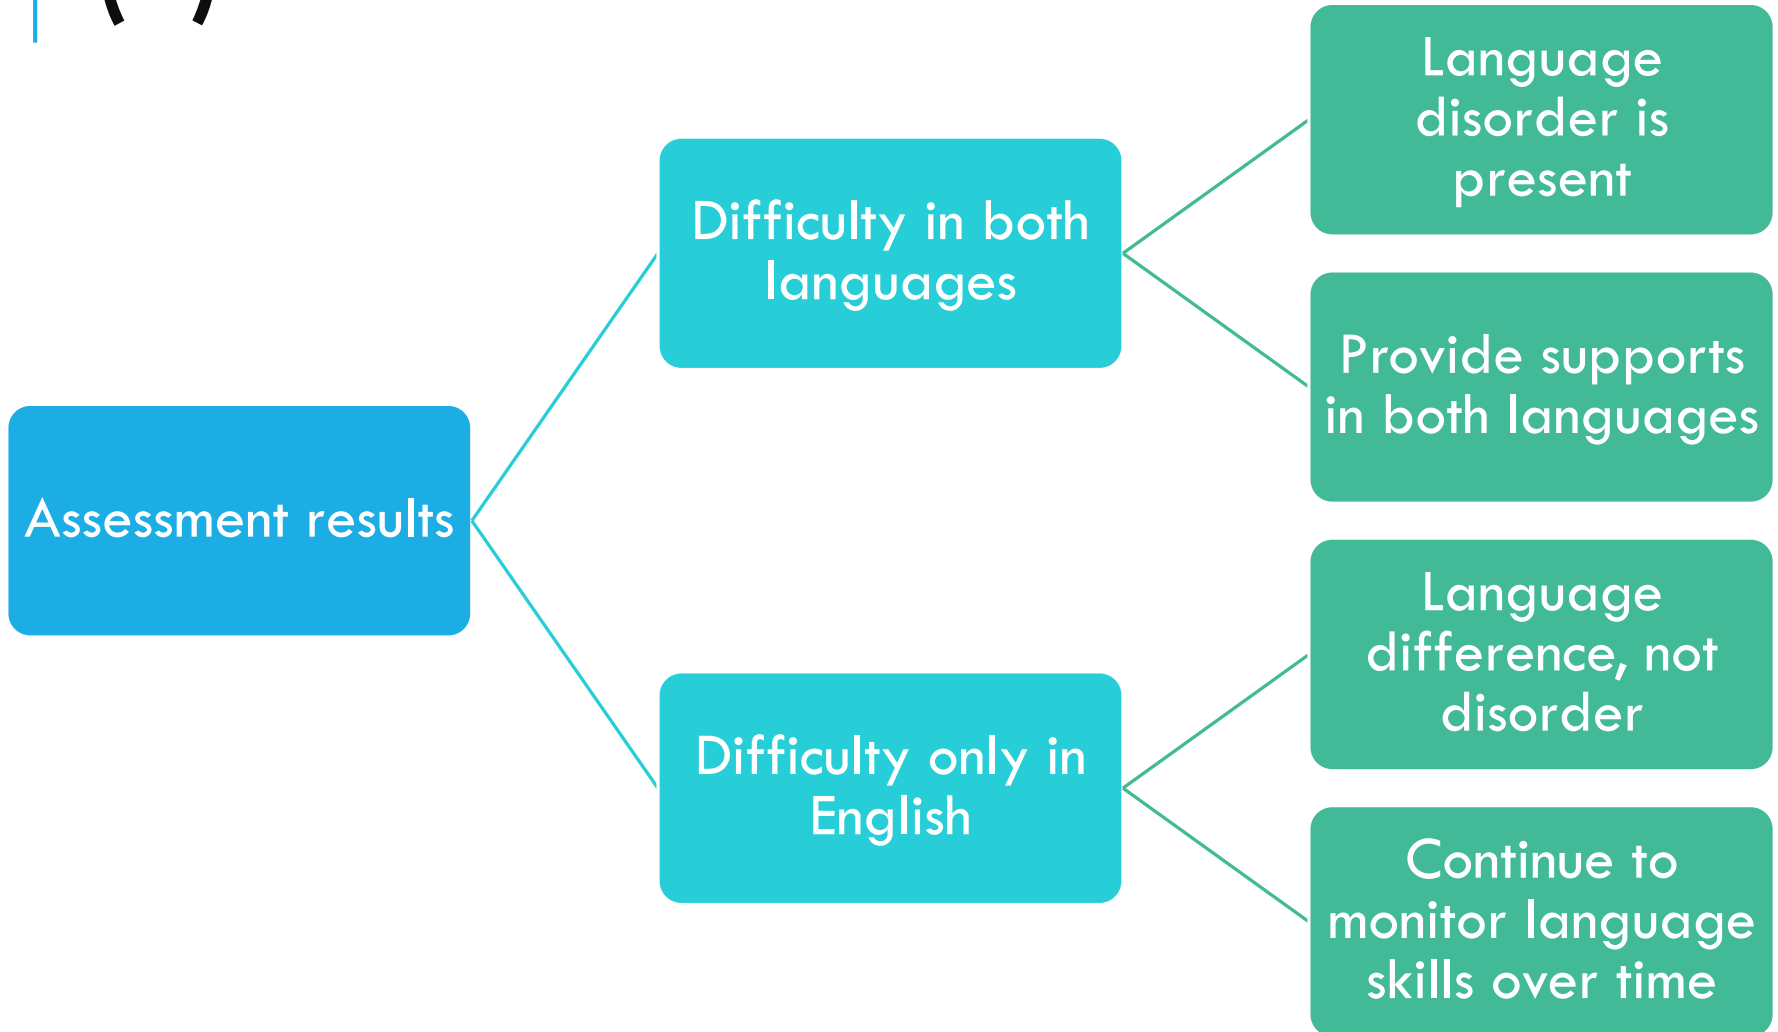 Assessment results
Difficulty in both
languages
Language
disorder is
present
Provide supports
in both languages
Difficulty only in
English
Language
difference, not
disorder
Continue to
monitor language
skills over time